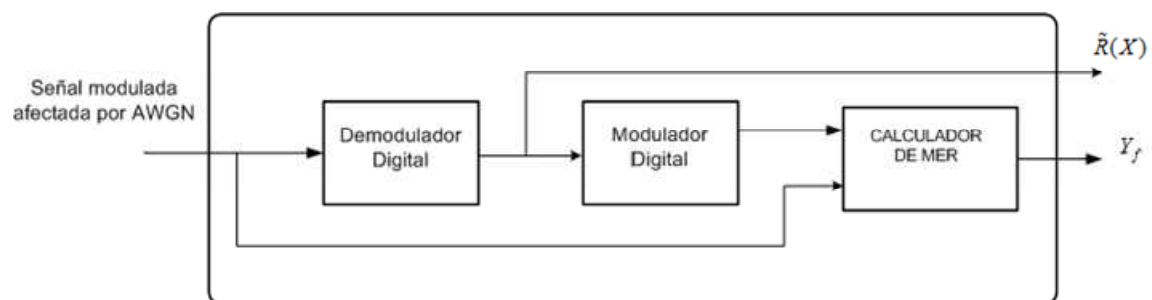 Señal modulada
afectada por AWGN
Demodulador
Digital
Modulador
Digital
CALCULADOR
DE MER
R̃(X)
Y_f